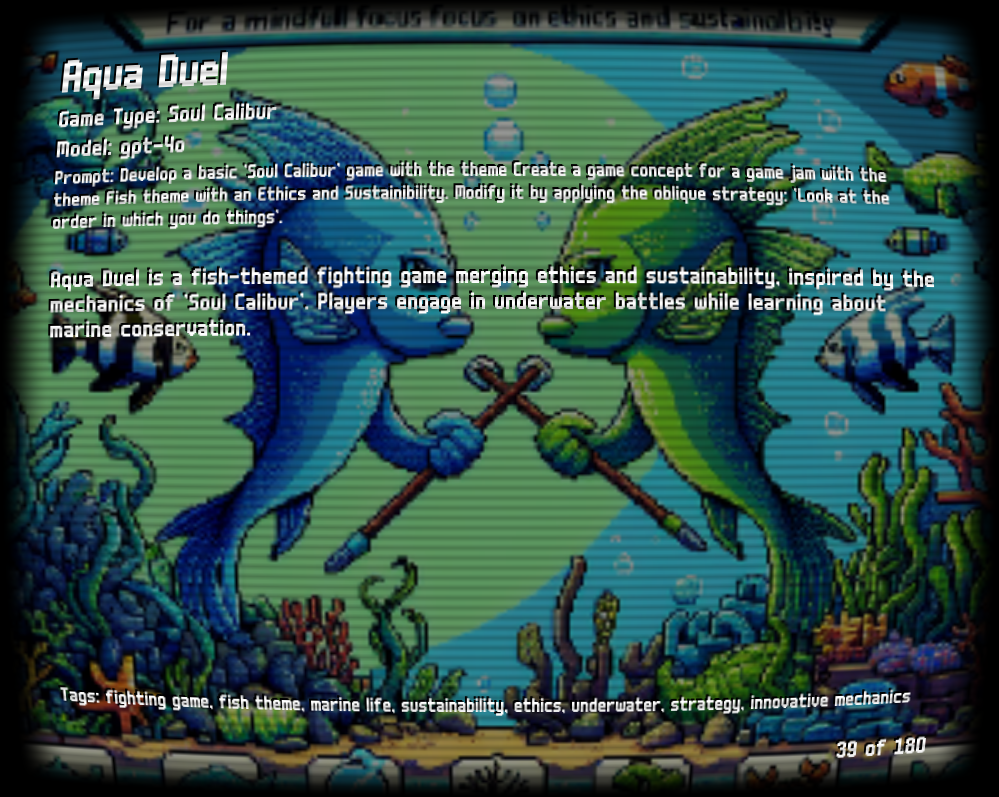 For a mindfull focus focus on ethics and sustainolbity
Aqua Duel
Game Type: Soul Calibur
Model: gpt-4o
Prompt: Develop a basic 'Soul Calibur' game with the theme Create a game concept for a game jam with the
theme Fish theme with an Ethics and Sustainibility. Modify it by applying the oblique strategy: 'Look at the
order in which you do things'.
Aqua Duel is a fish-themed fighting game merging ethics and sustainability, inspired by the
mechanics of 'Soul Calibur'. Players engage in underwater battles while learning about
marine conservation.
Tags: fighting game, fish theme, marine life, sustainability, ethics, underwater, strategy, innovative mechanics
39 of 180